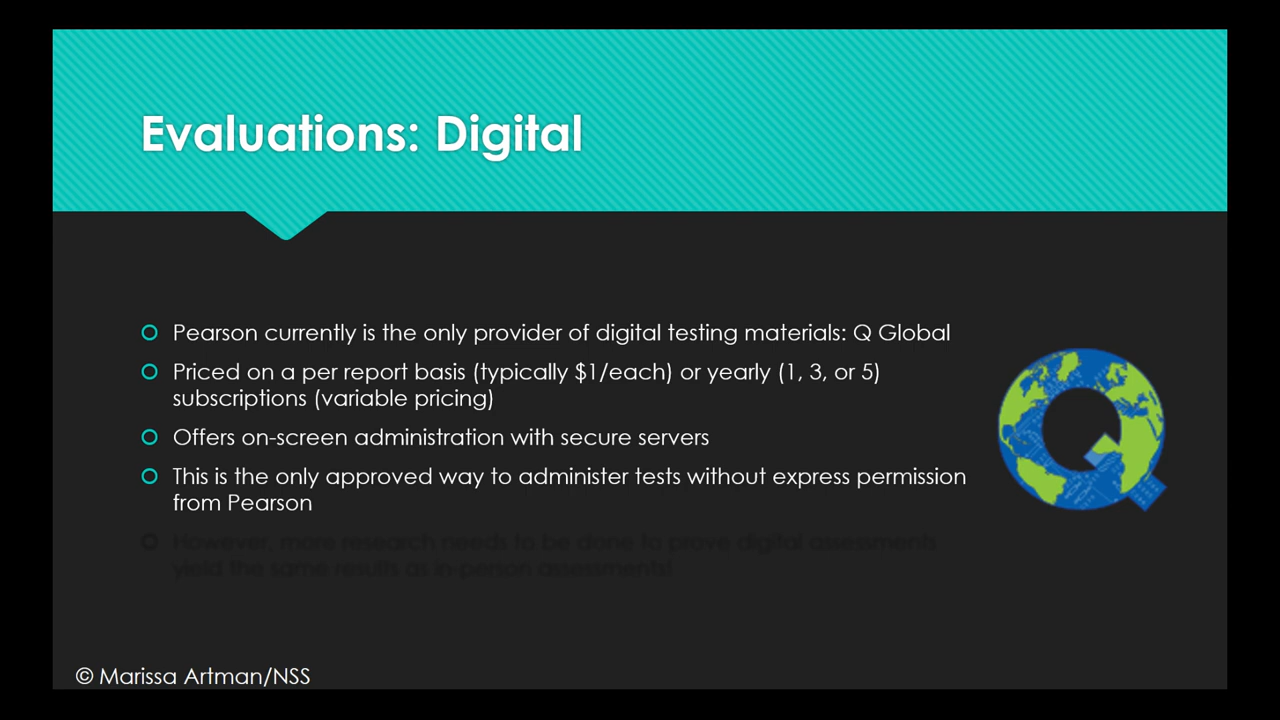 Evaluations: Digital
Pearson currently is the only provider of digital testing materials: Q Global
Priced on a per report basis (typically $1/each) or yearly (1, 3, or 5)
subscriptions (variable pricing)
Offers on-screen administration with secure servers
This is the only approved way to administer tests without express permission
from Pearson
However, more research needs to be done to prove digital assessments
yield the same results as in-person assessments!
© Marissa Artman/NSS